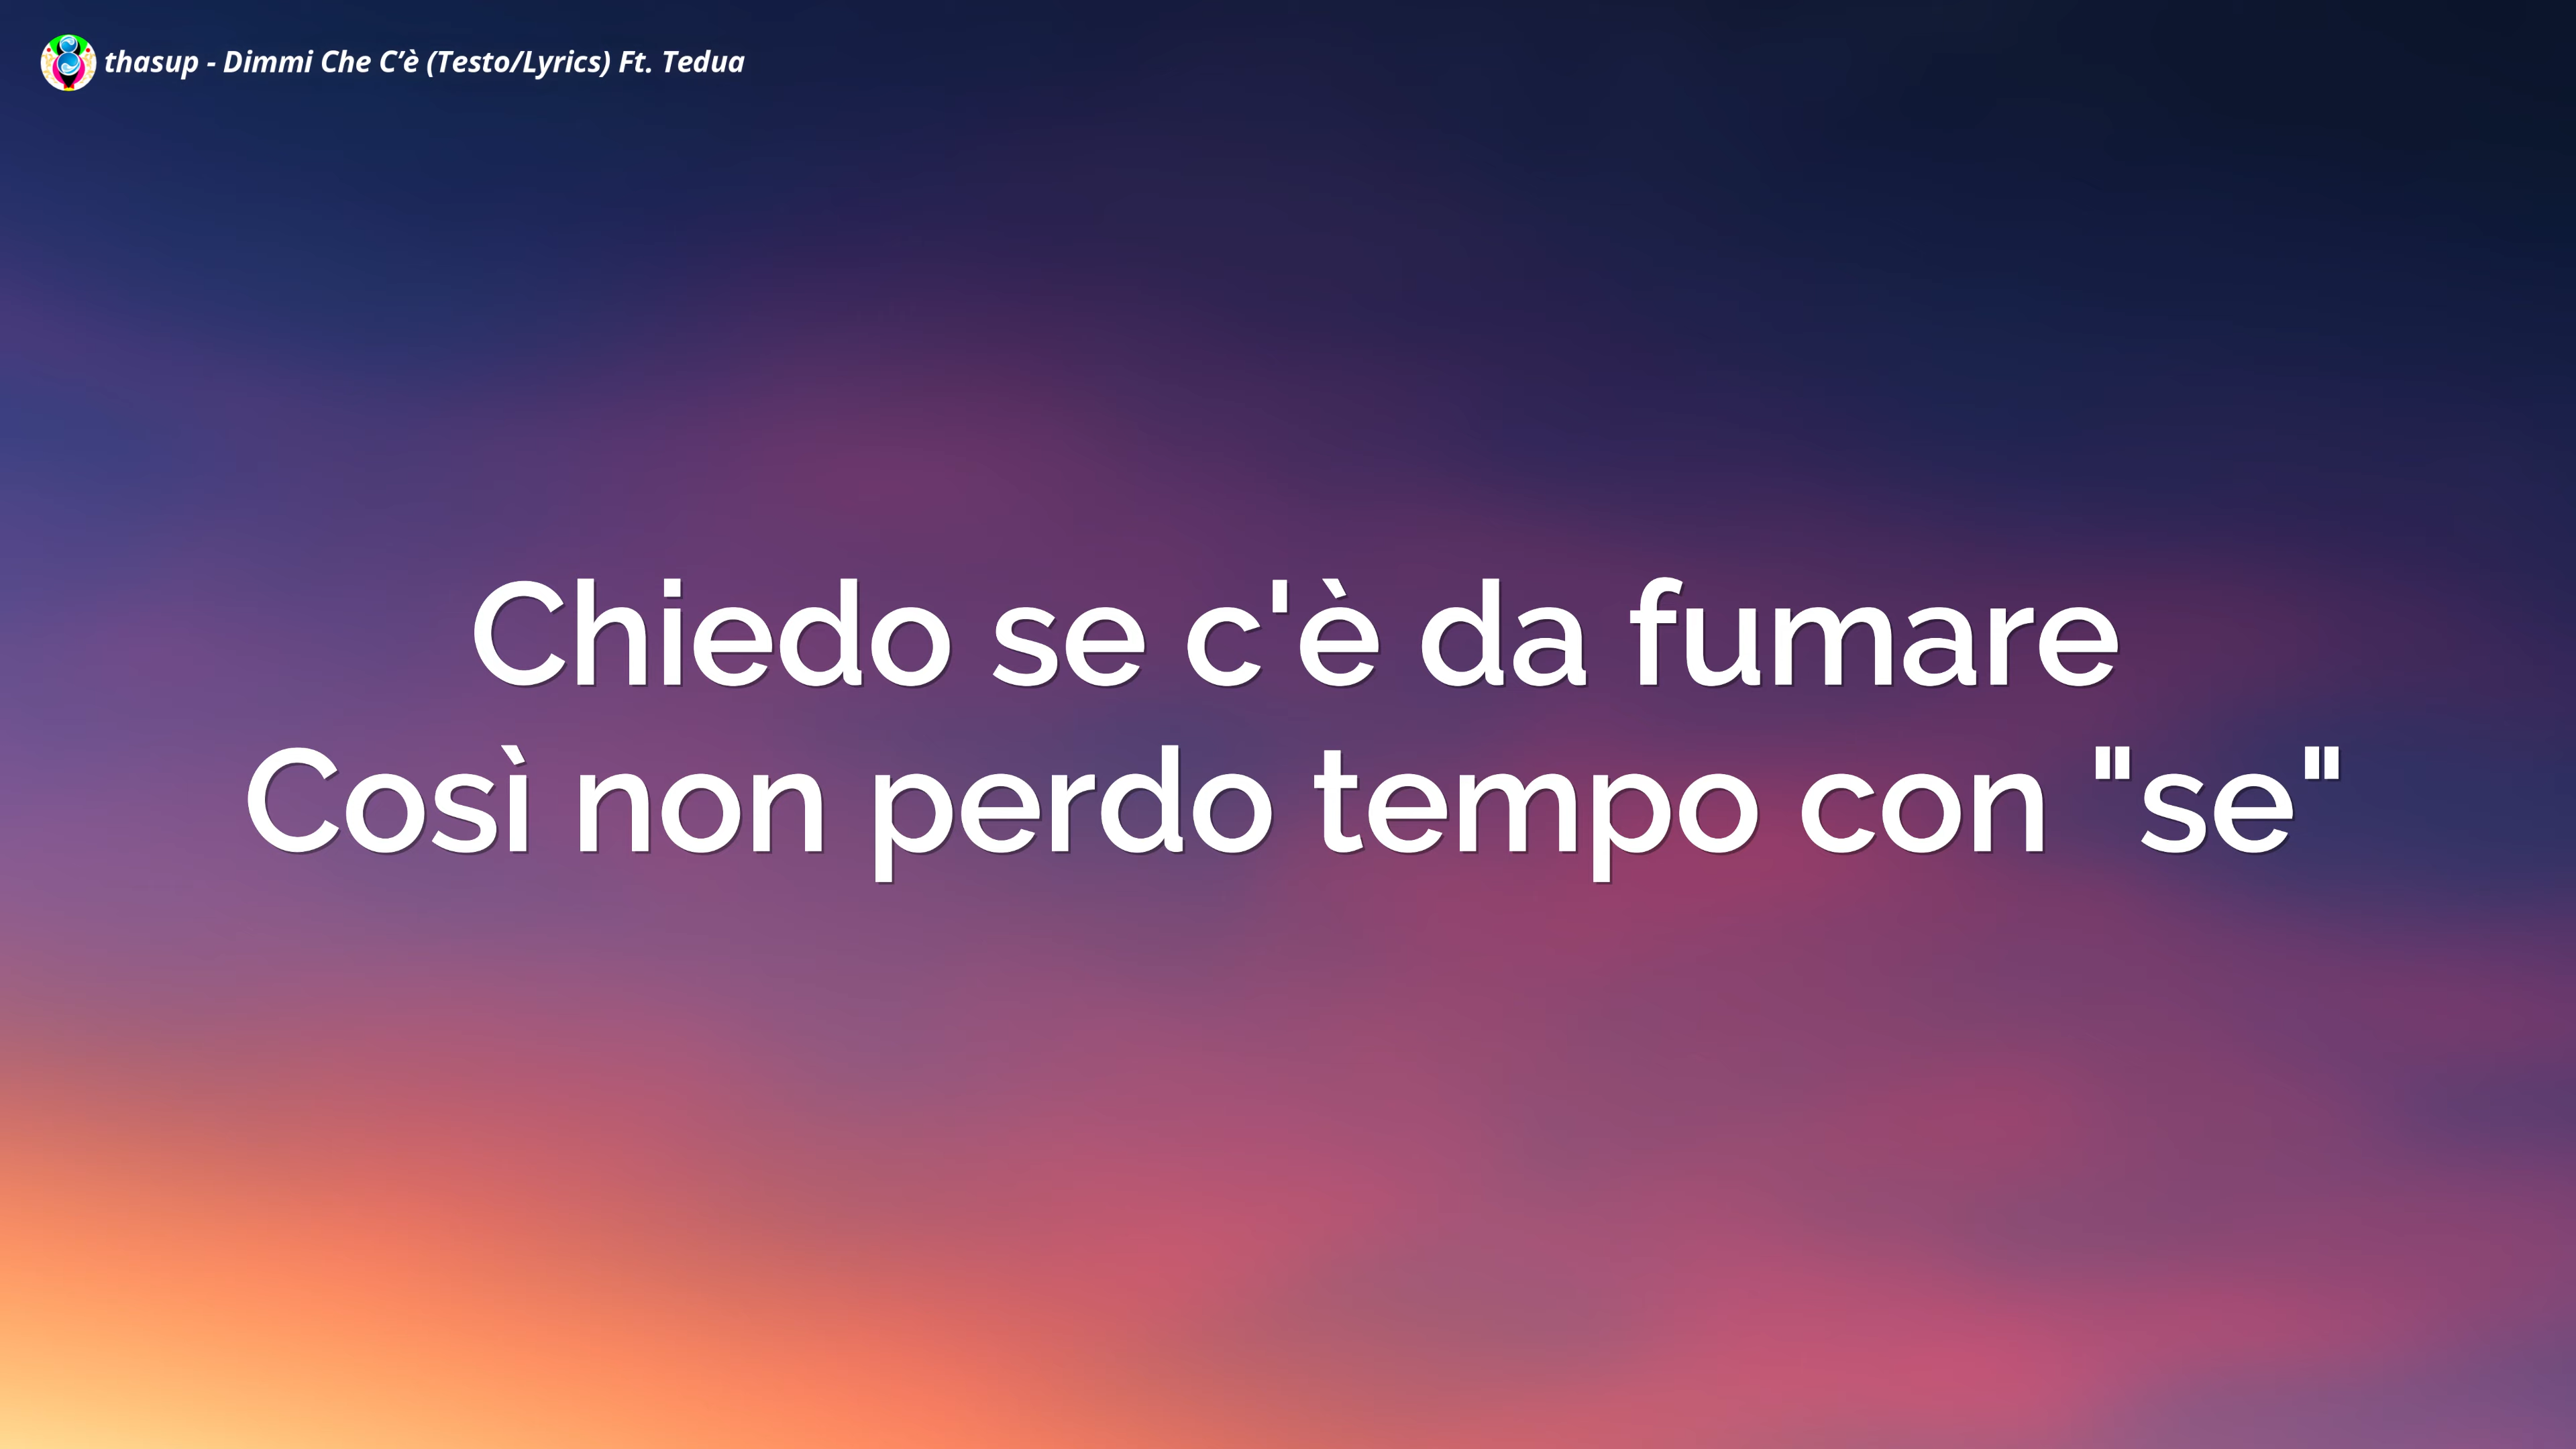 thasup - Dimmi Che C’è (Testo/Lyrics) Ft. Tedua
Chiedo se c'è da fumare
Così non perdo tempo con "se"